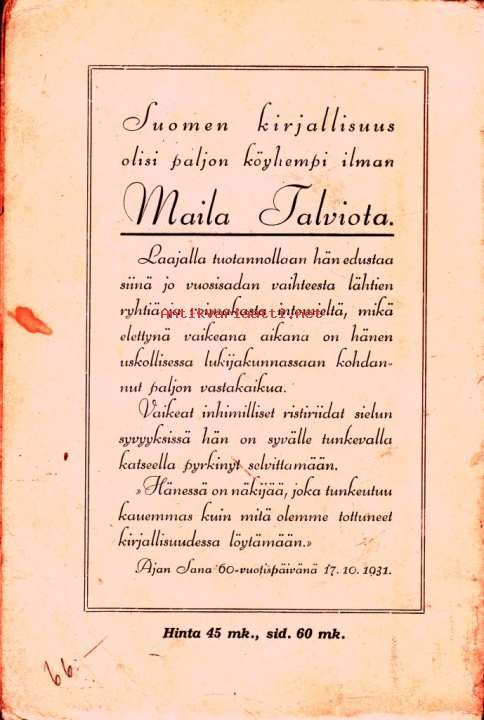 Suomen kirjallisuus
olisi paljon köyhempi ilman
Maila Talviota.
Laajalla tuotannollaan hän edustaa
siinä jo vuosisadan vaihteesta lähtien
ryhtiä ja
Antikvariaatti.net
mikä
elettynä vaikeana aikana on hänen
uskollisessa lukijakunnassaan kohdan-
nut paljon vastakaikua.
Vaikeat inhimilliset ristiriidat sielun
syvyyksissä hän on syvälle tunkevalla
katseella pyrkinyt selvittämään.
»Hänessä on näkijää, joka tunkeutuu
kauemmas kuin mitä olemme tottuneet
kirjallisuudessa löytämään.»
Ajan Sana 60-vuotispäivänä 17. 10. 1931.
Hinta 45 mk., sid. 60 mk.
66.—